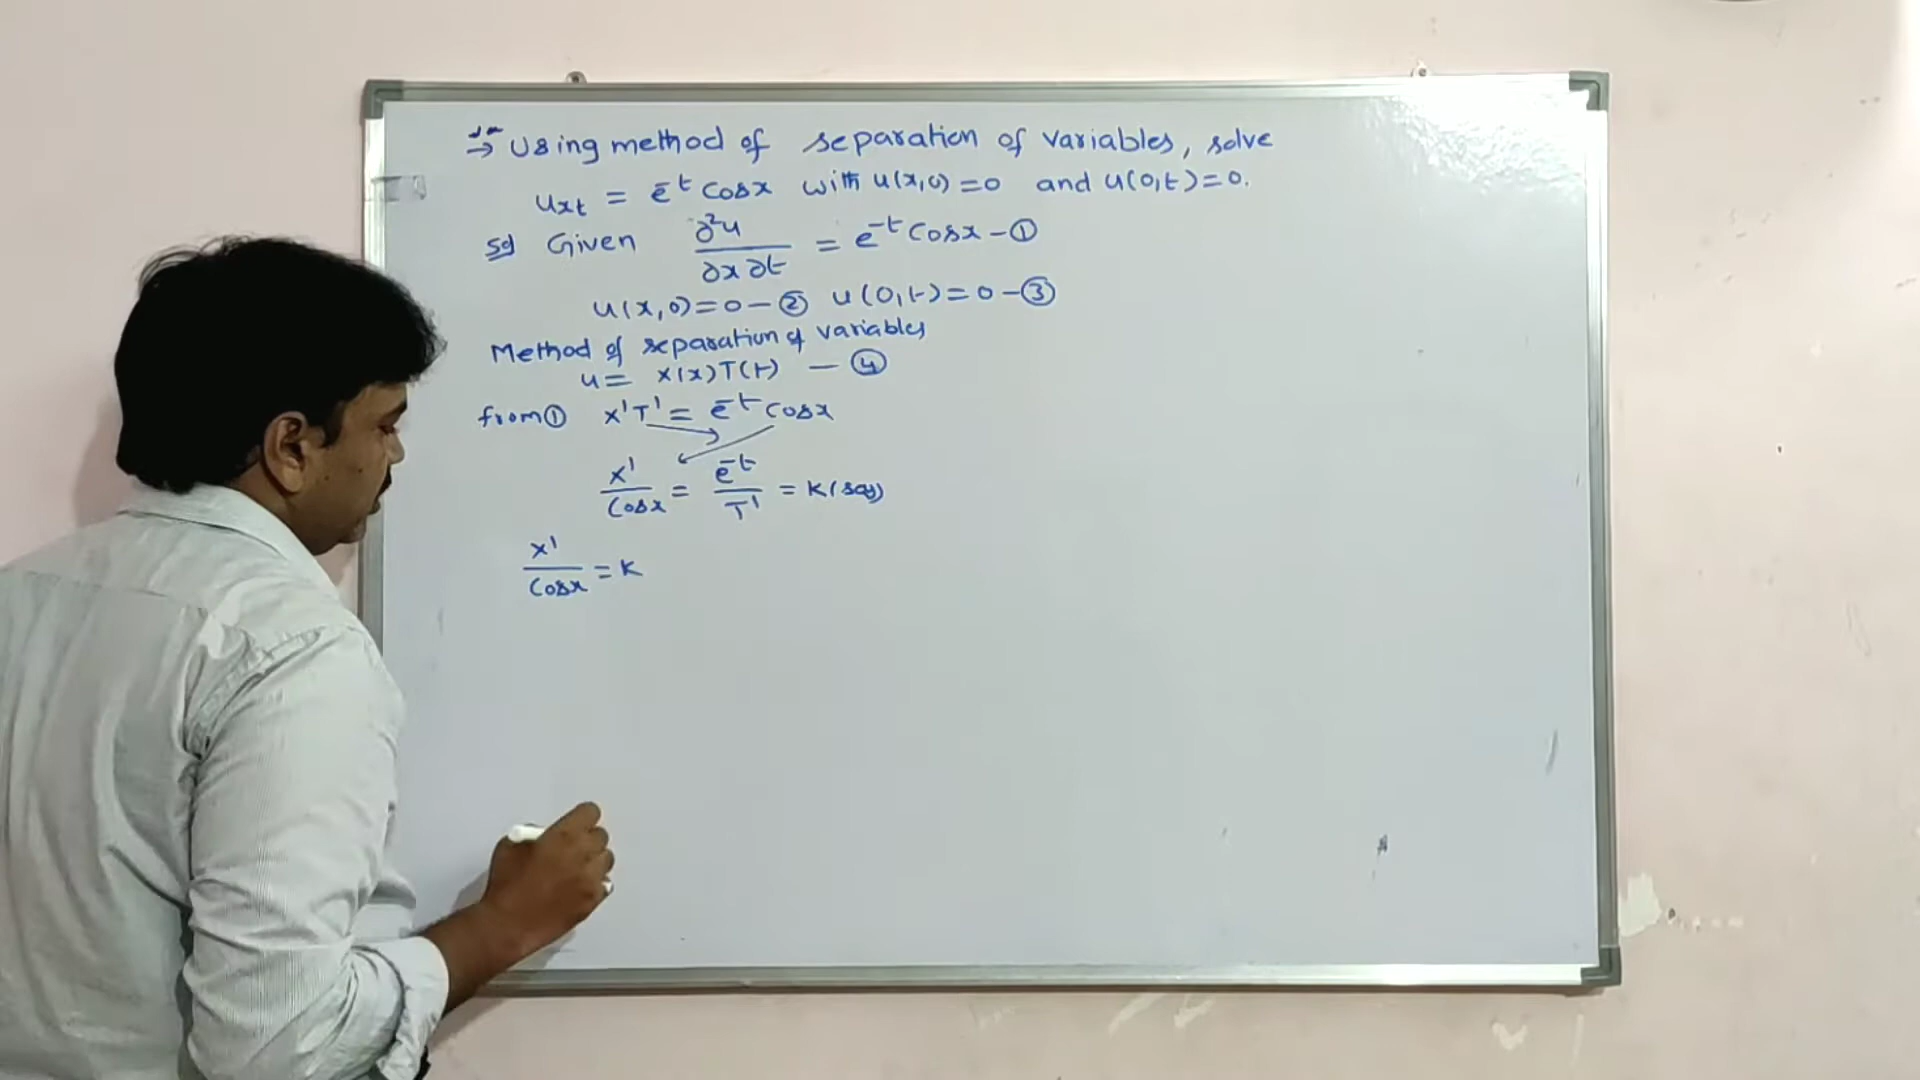 → Using method of separation of variables, solve
uxt = e^-t cosx with u(x,0)=0 and u(0,t)=0.
Sol Given ∂²u/∂x∂t = e^-t cosx - ①
u(x,0)=0 - ② u(0,t)=0 - ③
Method of separation of variables
u = X(x)T(t) - ④
from ① X'T' = e^-t cosx
X'/cosx = e^-t/T' = k (say)
X'/cosx = k